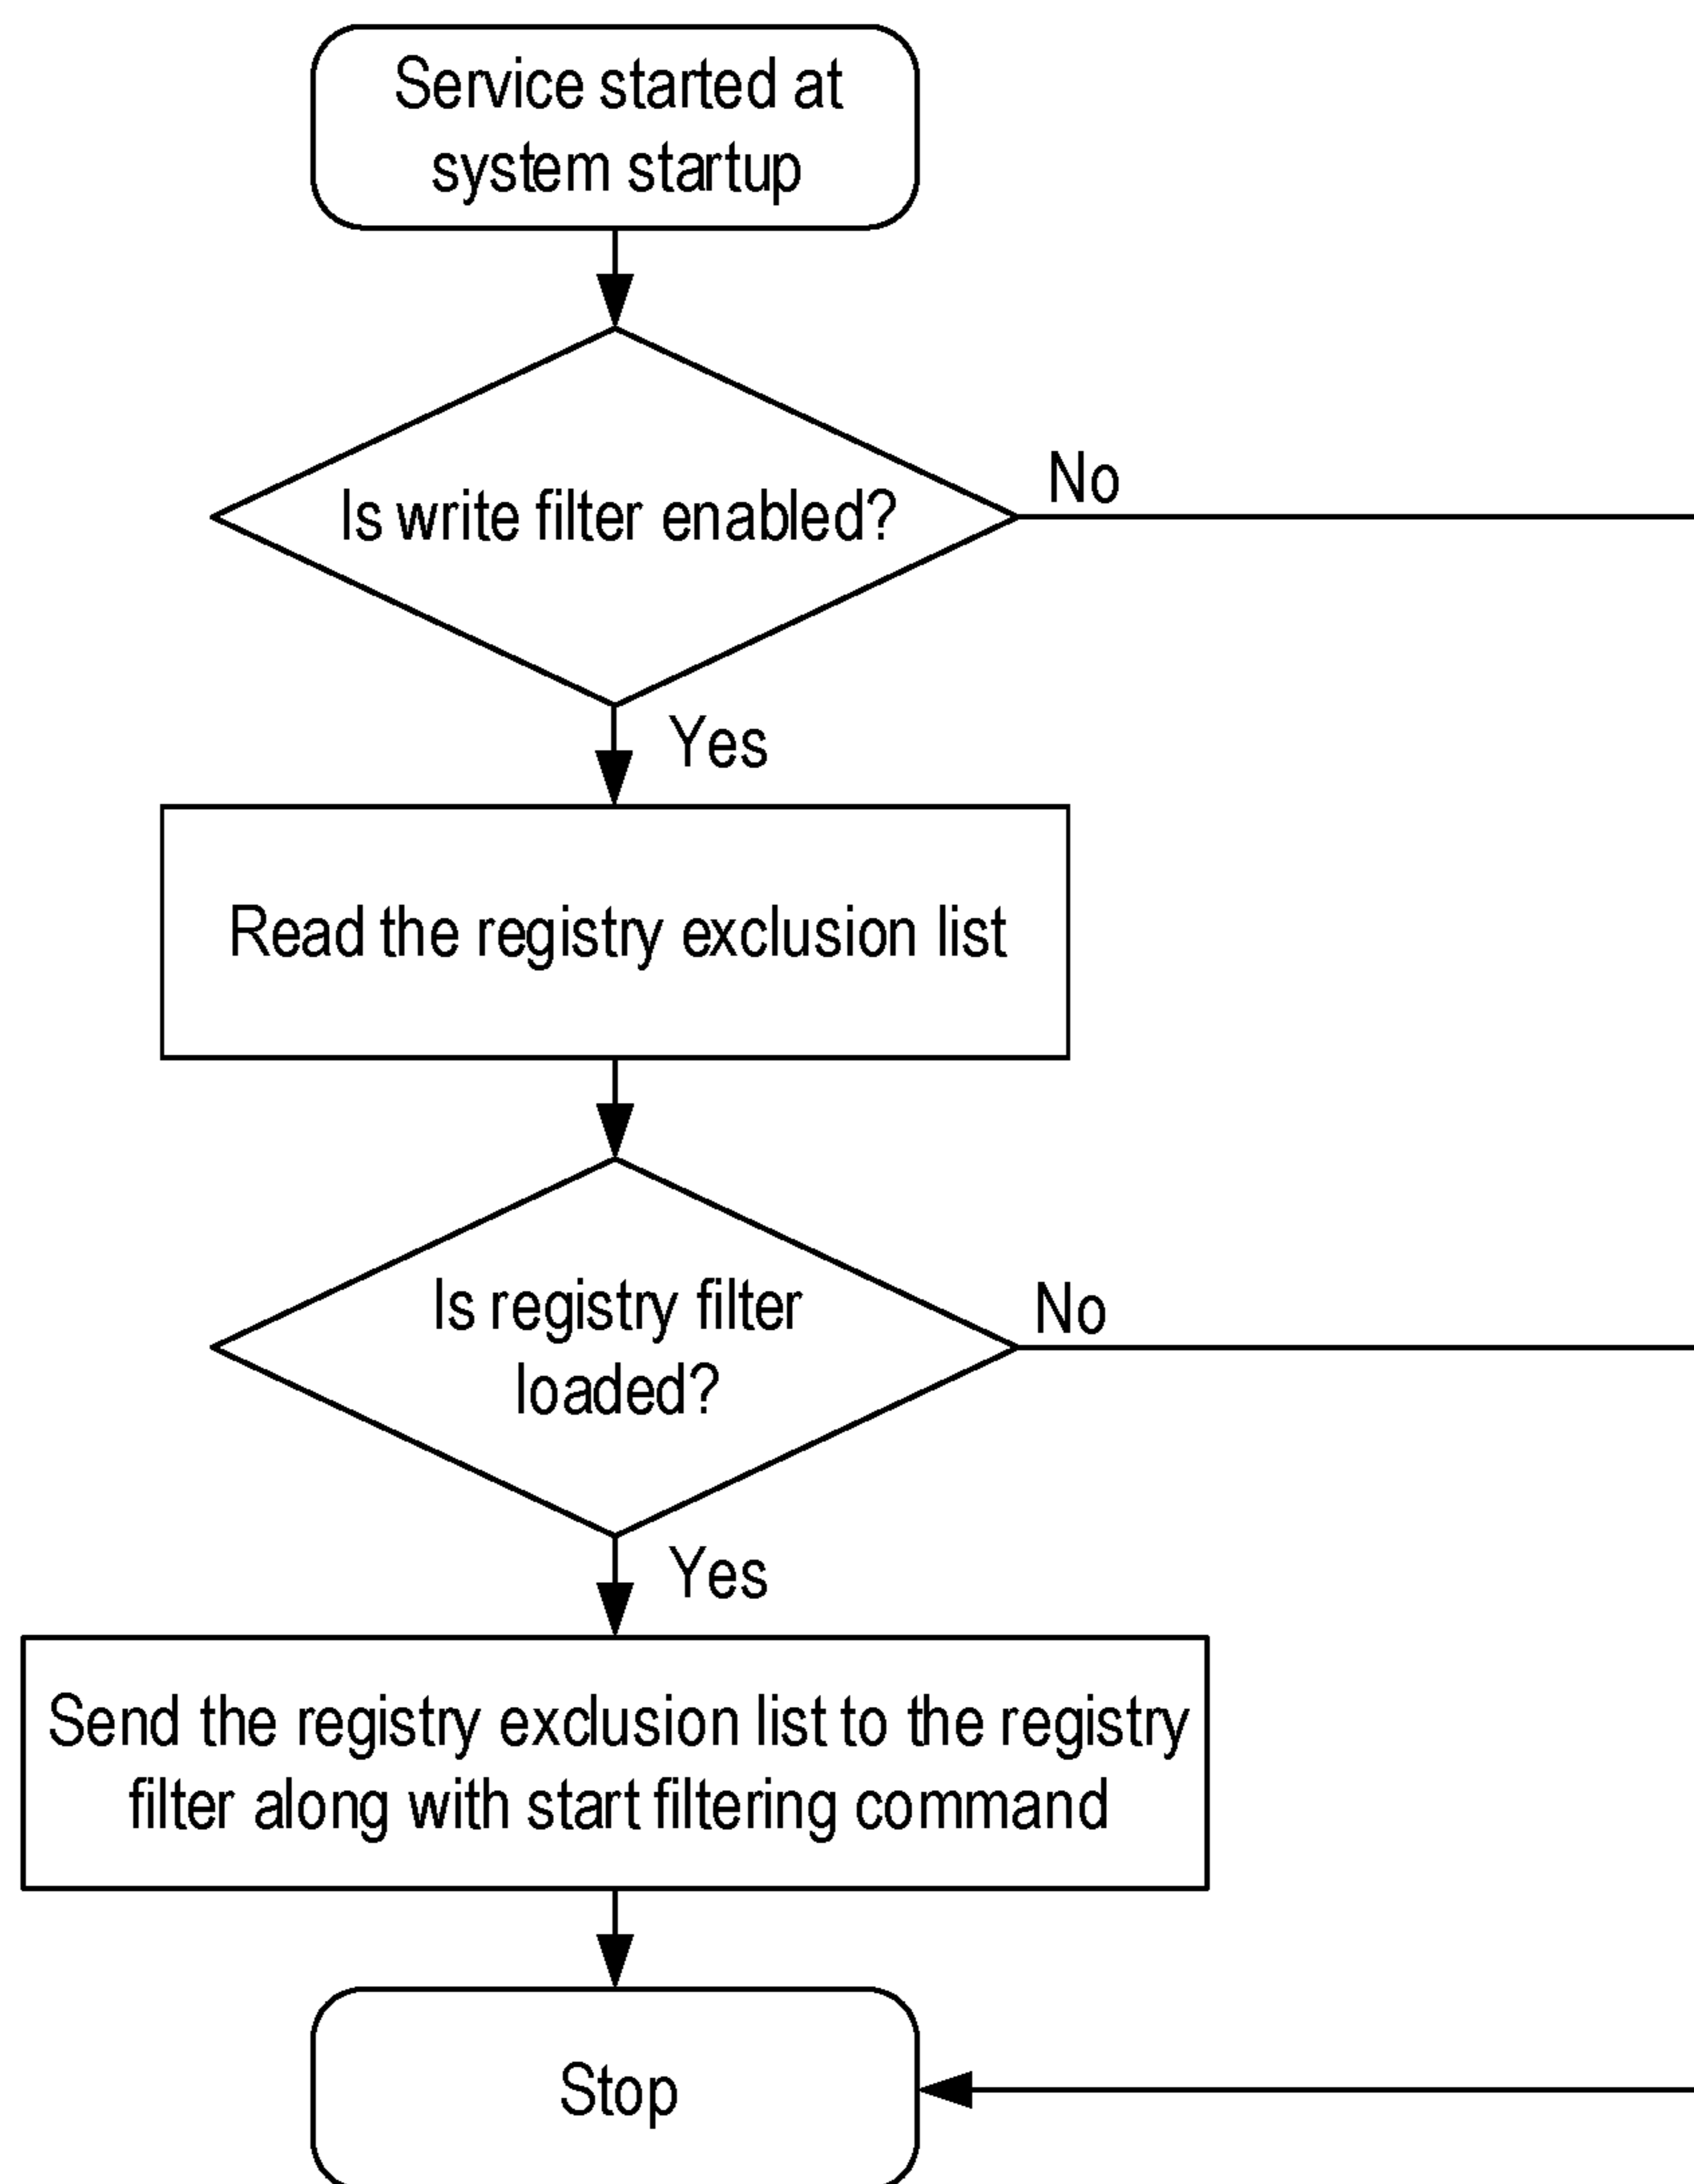 Service started at
system startup
Is write filter enabled?
No
Yes
Read the registry exclusion list
Is registry filter
loaded?
No
Yes
Send the registry exclusion list to the registry
filter along with start filtering command
Stop